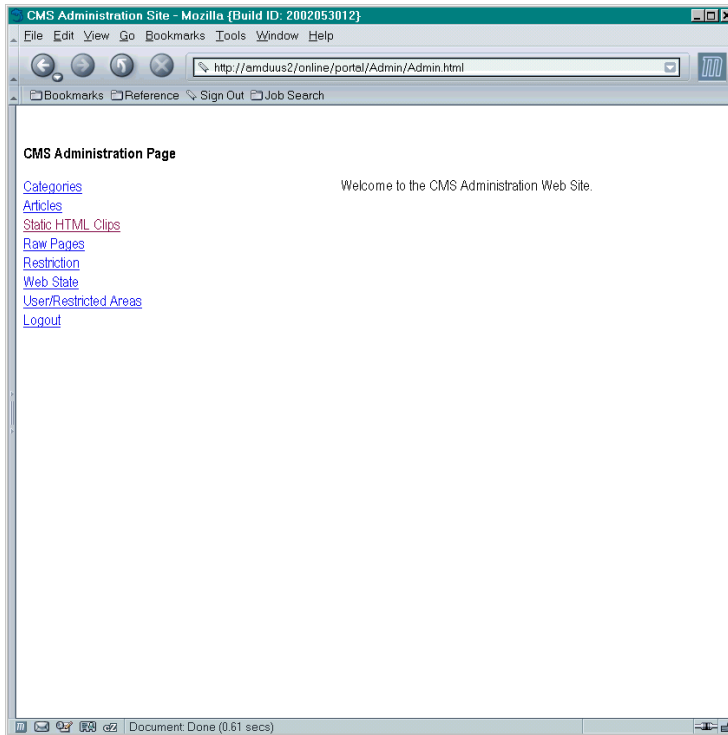 CMS Administration Site - Mozilla {Build ID: 2002053012}
File Edit View Go Bookmarks Tools Window Help
http://amduus2/online/portal/Admin/Admin.html
Bookmarks Reference Sign Out Job Search
CMS Administration Page
Categories
Welcome to the CMS Administration Web Site.
Articles
Static HTML Clips
Raw Pages
Restriction
Web State
User/Restricted Areas
Logout
Document: Done (0.61 secs)